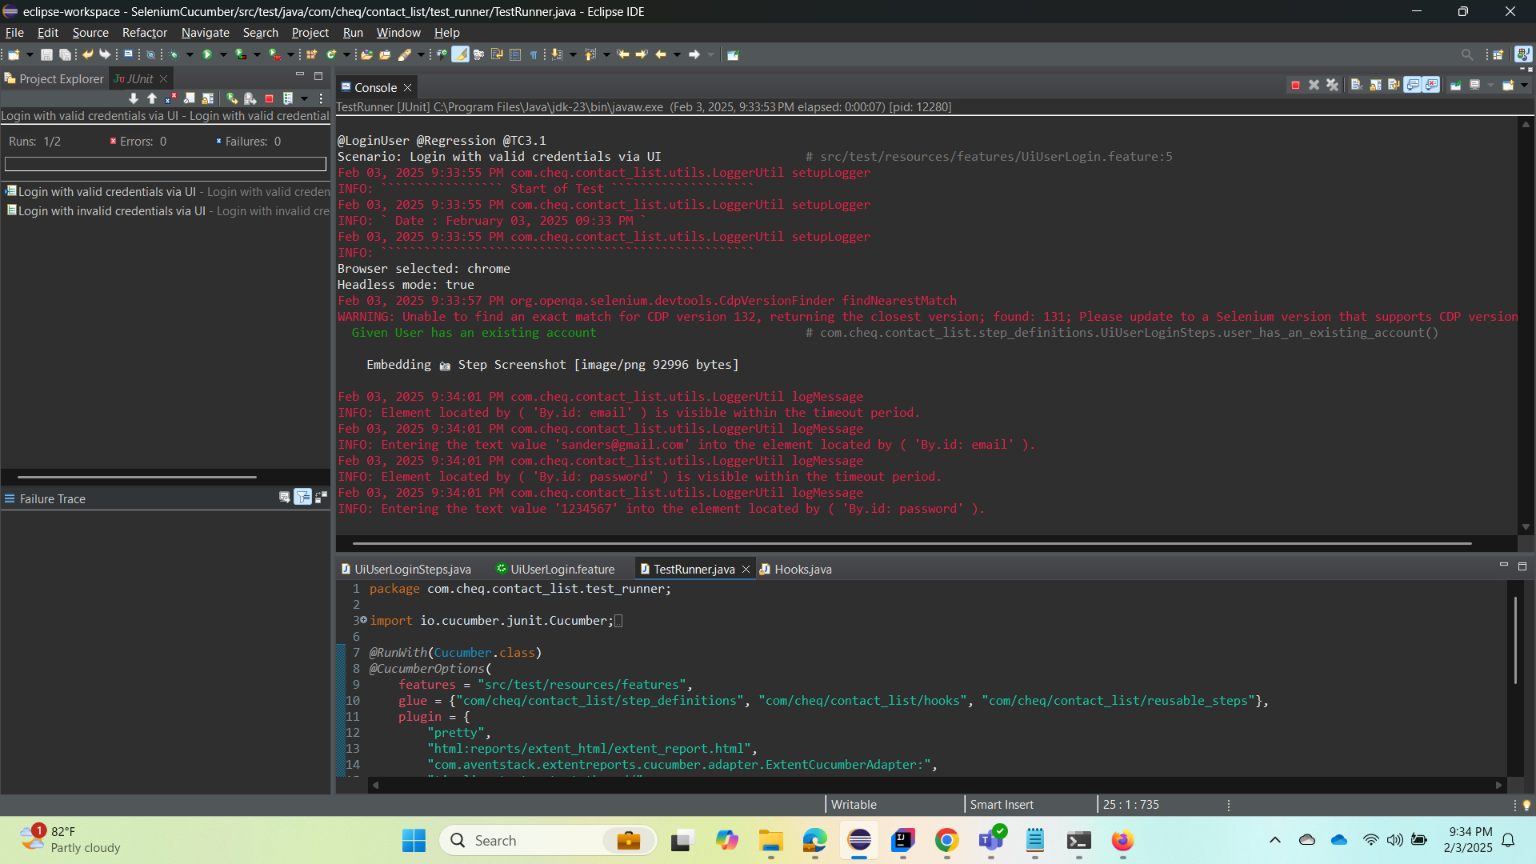 eclipse-workspace - SeleniumCucumber/src/test/java/com/cheq/contact_list/test_runner/TestRunner.java - Eclipse IDE
File Edit Source Refactor Navigate Search Project Run Window Help
Project Explorer JUnit
Login with valid credentials via UI - Login with valid credential
Runs: 1/2 Errors: 0 Failures: 0
Login with valid credentials via UI - Login with valid creden
Login with invalid credentials via UI - Login with invalid cre
Failure Trace
Console
TestRunner [JUnit] C:\Program Files\Java\jdk-23\bin\javaw.exe (Feb 3, 2025, 9:33:53 PM elapsed: 0:00:07) [pid: 12280]
@LoginUser @Regression @TC3.1
Scenario: Login with valid credentials via UI # src/test/resources/features/UiUserLogin.feature:5
Feb 03, 2025 9:33:55 PM com.cheq.contact_list.utils.LoggerUtil setupLogger
INFO: ````````````````` Start of Test ````````````````````
Feb 03, 2025 9:33:55 PM com.cheq.contact_list.utils.LoggerUtil setupLogger
INFO: ` Date : February 03, 2025 09:33 PM `
Feb 03, 2025 9:33:55 PM com.cheq.contact_list.utils.LoggerUtil setupLogger
INFO: ````````````````````````````````````````````````````
Browser selected: chrome
Headless mode: true
Feb 03, 2025 9:33:57 PM org.openqa.selenium.devtools.CdpVersionFinder findNearestMatch
WARNING: Unable to find an exact match for CDP version 132, returning the closest version; found: 131; Please update to a Selenium version that supports CDP version
Given User has an existing account # com.cheq.contact_list.step_definitions.UiUserLoginSteps.user_has_an_existing_account()
Embedding 📷 Step Screenshot [image/png 92996 bytes]
Feb 03, 2025 9:34:01 PM com.cheq.contact_list.utils.LoggerUtil logMessage
INFO: Element located by ( 'By.id: email' ) is visible within the timeout period.
Feb 03, 2025 9:34:01 PM com.cheq.contact_list.utils.LoggerUtil logMessage
INFO: Entering the text value 'sanders@gmail.com' into the element located by ( 'By.id: email' ).
Feb 03, 2025 9:34:01 PM com.cheq.contact_list.utils.LoggerUtil logMessage
INFO: Element located by ( 'By.id: password' ) is visible within the timeout period.
Feb 03, 2025 9:34:01 PM com.cheq.contact_list.utils.LoggerUtil logMessage
INFO: Entering the text value '1234567' into the element located by ( 'By.id: password' ).
UiUserLoginSteps.java UiUserLogin.feature TestRunner.java Hooks.java
1 package com.cheq.contact_list.test_runner;
2
3 import io.cucumber.junit.Cucumber;
6
7 @RunWith(Cucumber.class)
8 @CucumberOptions(
9 features = "src/test/resources/features",
10 glue = {"com/cheq/contact_list/step_definitions", "com/cheq/contact_list/hooks", "com/cheq/contact_list/reusable_steps"},
11 plugin = {
12 "pretty",
13 "html:reports/extent_html/extent_report.html",
14 "com.aventstack.extentreports.cucumber.adapter.ExtentCucumberAdapter:",
Writable Smart Insert 25 : 1 : 735
1 82°F
Partly cloudy
Search
9:34 PM
2/3/2025